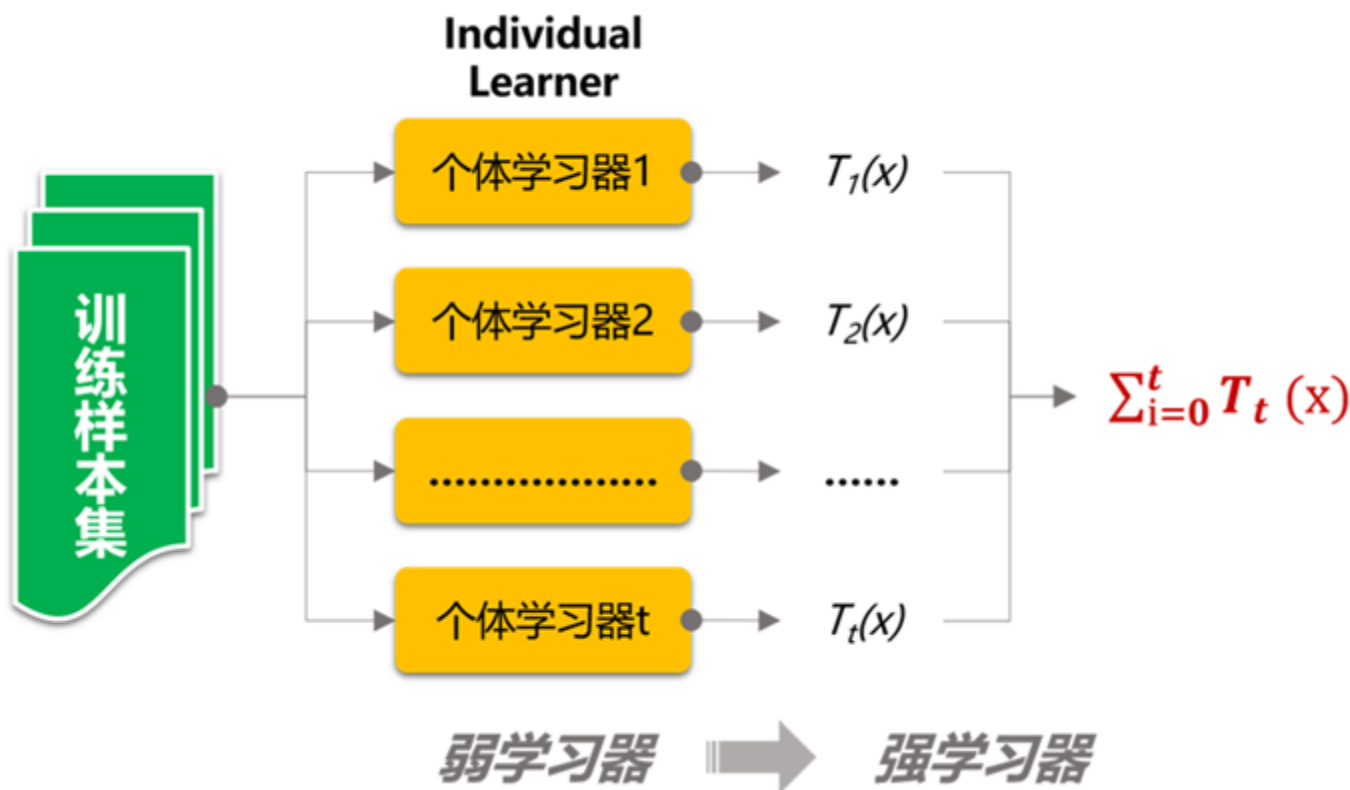 Individual
Learner
训练样本集
个体学习器1
T₁(x)
个体学习器2
T₂(x)
..................
......
个体学习器t
Tₜ(x)
∑ᵗᵢ₌₀ Tₜ (x)
弱学习器
强学习器